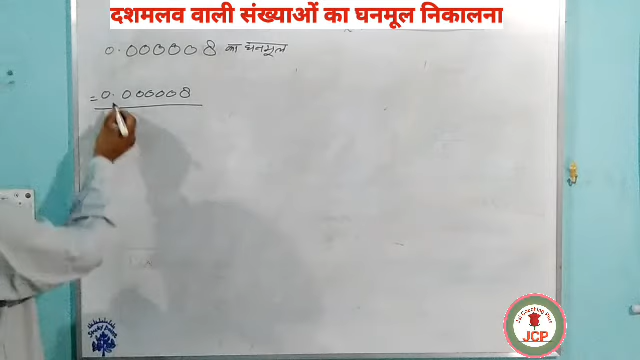 दशमलव वाली संख्याओं का घनमूल निकालना
0.000008 का घनमूल
= 0.000008
JCP